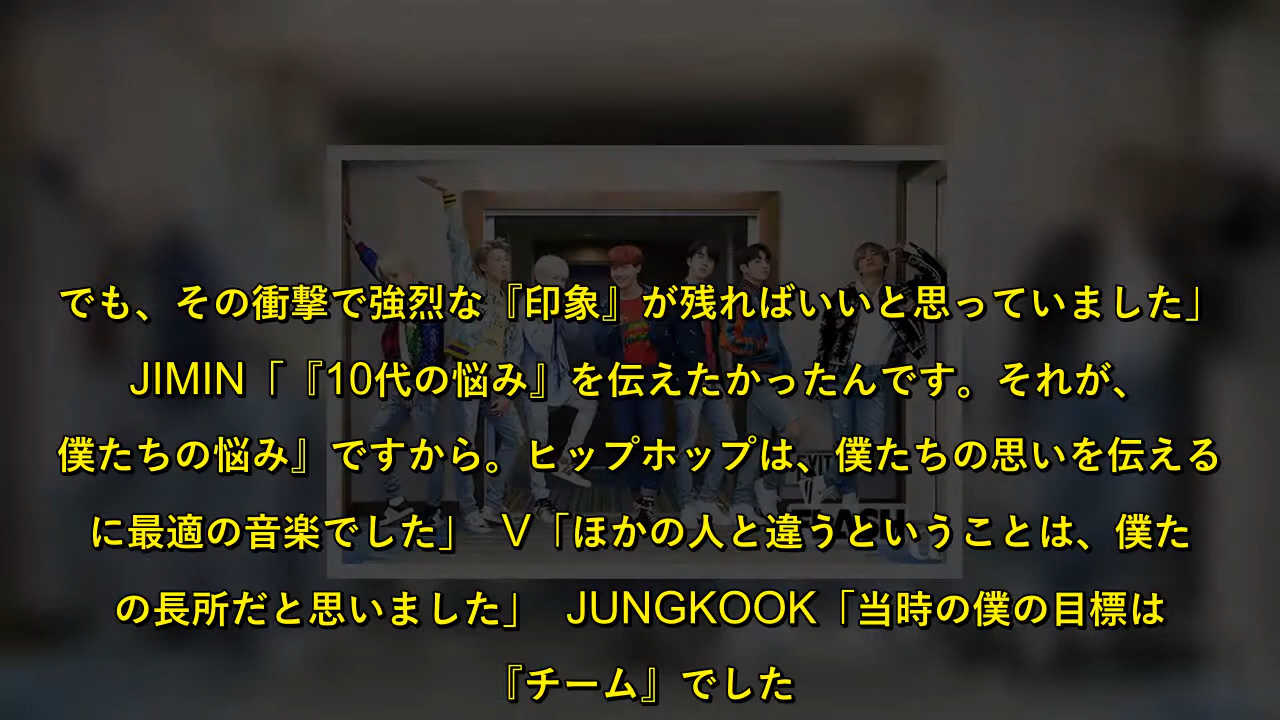 でも、その衝撃で強烈な『印象』が残ればいいと思っていました」
JIMIN「『10代の悩み』を伝えたかったんです。それが、
僕たちの悩み』ですから。ヒップホップは、僕たちの思いを伝える
に最適の音楽でした」　V「ほかの人と違うということは、僕た
の長所だと思いました」　JUNGKOOK「当時の僕の目標は
『チーム』でした
EXIT
FLASH